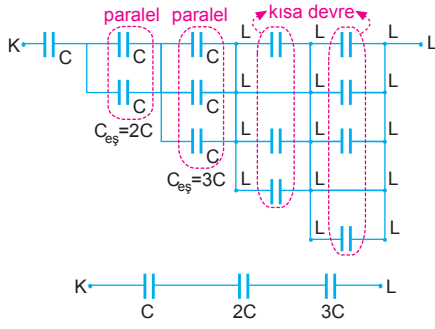 paralel paralel kısa devre
K C C C L L L L L
C C L L L
Ceş=2C C L L L
Ceş=3C L L L
L L
K L
C 2C 3C